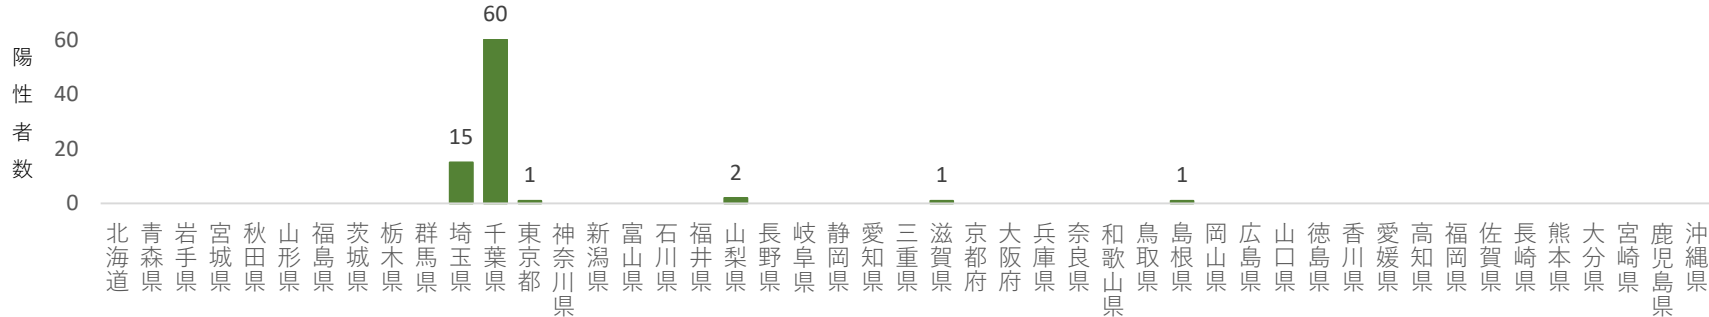 陽性者数
60
40
20
0
15
60
1
2
1
1
北海道
青森県
岩手県
宮城県
秋田県
山形県
福島県
茨城県
栃木県
群馬県
埼玉県
千葉県
東京都
神奈川県
新潟県
富山県
石川県
福井県
山梨県
長野県
岐阜県
静岡県
愛知県
三重県
滋賀県
京都府
大阪府
兵庫県
奈良県
和歌山県
鳥取県
島根県
岡山県
広島県
山口県
徳島県
香川県
愛媛県
高知県
福岡県
佐賀県
長崎県
熊本県
大分県
宮崎県
鹿児島県
沖縄県